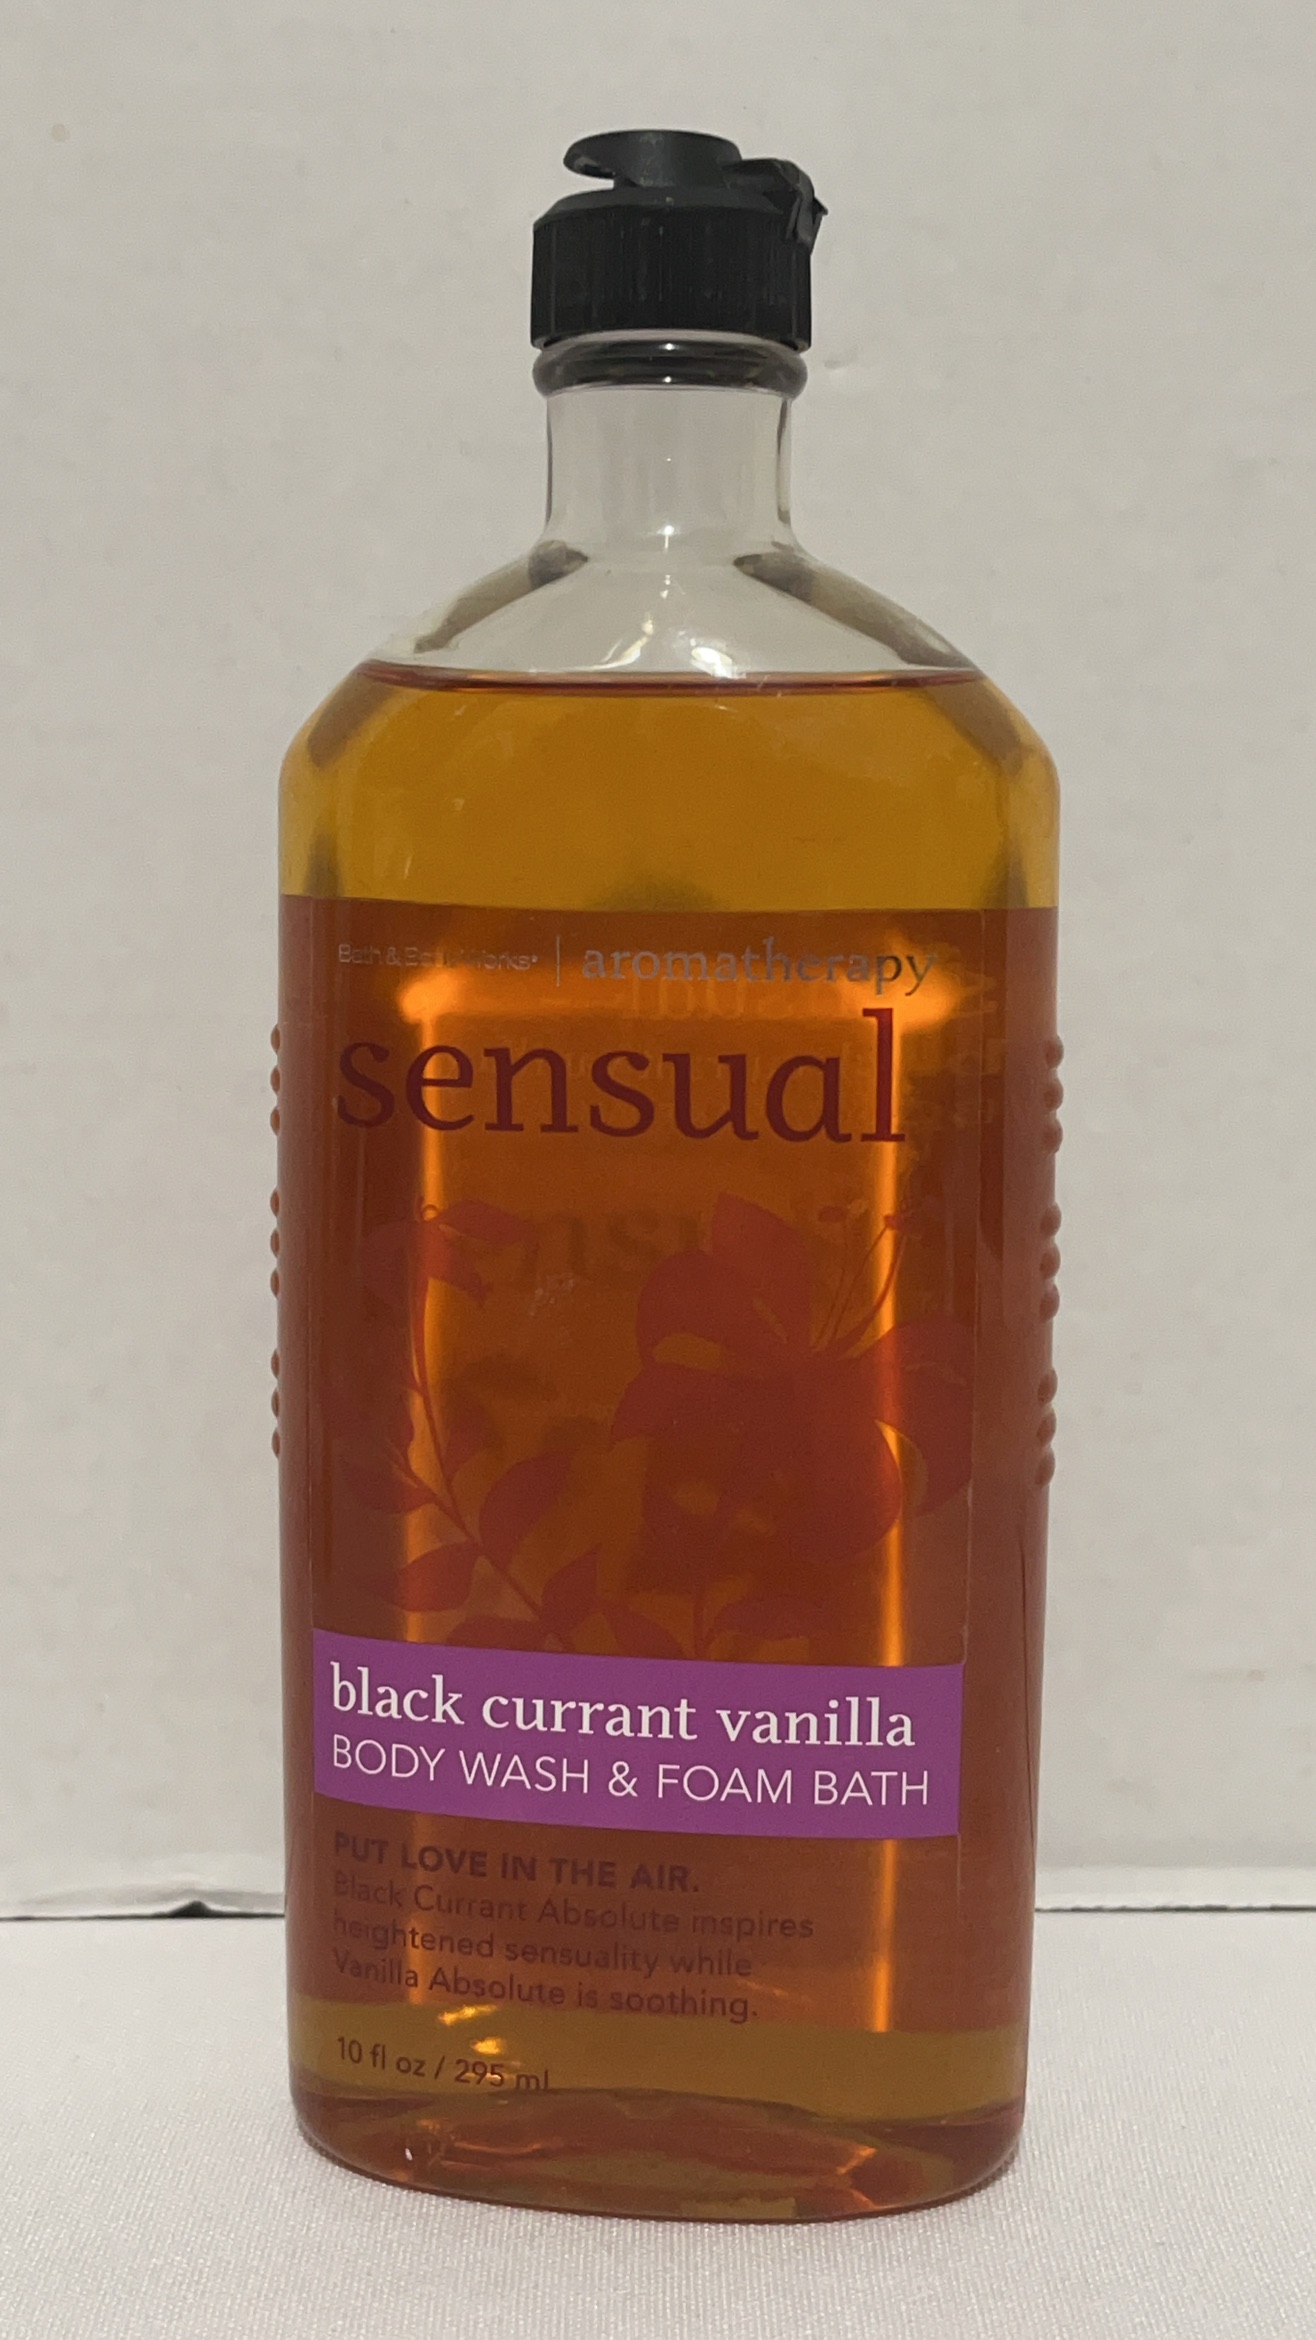 Bath & Body Works® | aromatherapy
sensual
black currant vanilla
BODY WASH & FOAM BATH
PUT LOVE IN THE AIR.
Black Currant Absolute inspires
heightened sensuality while
Vanilla Absolute is soothing.
10 fl oz / 295 ml